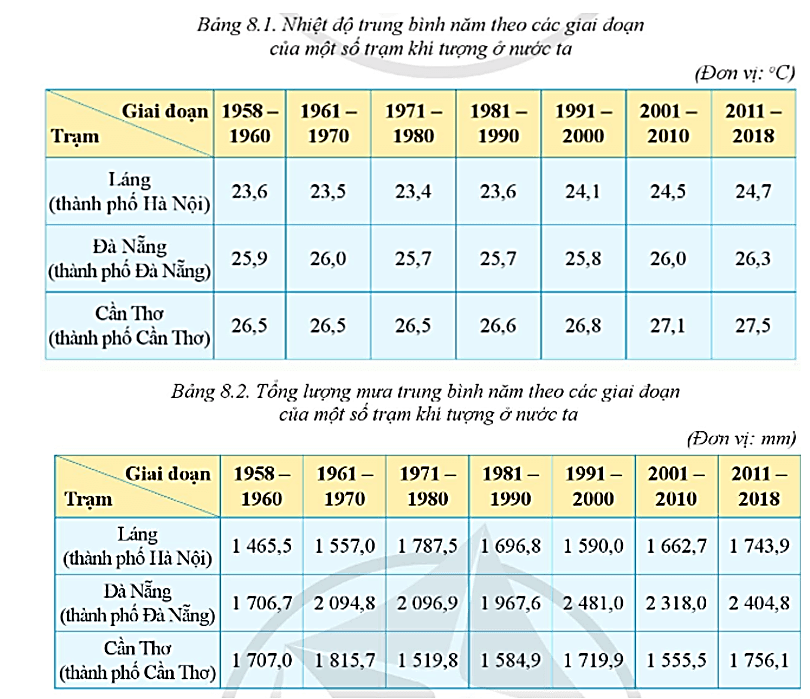 Bảng 8.1. Nhiệt độ trung bình năm theo các giai đoạn
của một số trạm khí tượng ở nước ta
(Đơn vị: °C)
Giai đoạn 1958 – 1961 – 1971 – 1981 – 1991 – 2001 – 2011 –
Trạm 1960 1970 1980 1990 2000 2010 2018
Láng
(thành phố Hà Nội) 23,6 23,5 23,4 23,6 24,1 24,5 24,7
Đà Nẵng
(thành phố Đà Nẵng) 25,9 26,0 25,7 25,7 25,8 26,0 26,3
Cần Thơ
(thành phố Cần Thơ) 26,5 26,5 26,5 26,6 26,8 27,1 27,5
Bảng 8.2. Tổng lượng mưa trung bình năm theo các giai đoạn
của một số trạm khí tượng ở nước ta
(Đơn vị: mm)
Giai đoạn 1958 – 1961 – 1971 – 1981 – 1991 – 2001 – 2011 –
Trạm 1960 1970 1980 1990 2000 2010 2018
Láng
(thành phố Hà Nội) 1 465,5 1 557,0 1 787,5 1 696,8 1 590,0 1 662,7 1 743,9
Đà Nẵng
(thành phố Đà Nẵng) 1 706,7 2 094,8 2 096,9 1 967,6 2 481,0 2 318,0 2 404,8
Cần Thơ
(thành phố Cần Thơ) 1 707,0 1 815,7 1 519,8 1 584,9 1 719,9 1 555,5 1 756,1